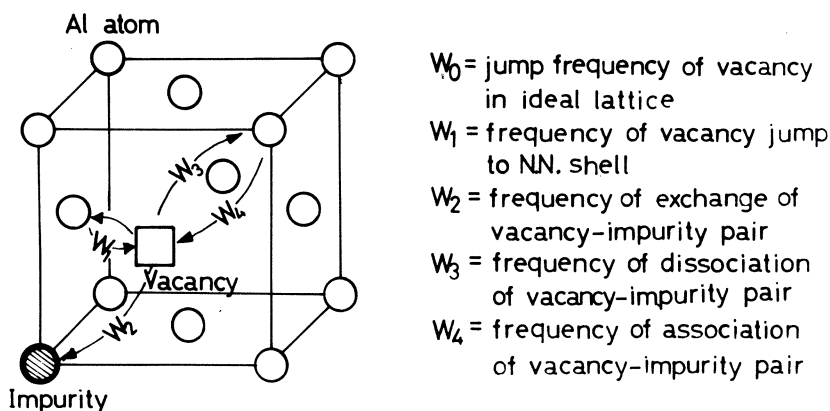 Al atom
W₃
W₄
W₁
Vacancy
W₂
Impurity
W₀ = jump frequency of vacancy
in ideal lattice
W₁ = frequency of vacancy jump
to N.N. shell
W₂ = frequency of exchange of
vacancy-impurity pair
W₃ = frequency of dissociation
of vacancy-impurity pair
W₄ = frequency of association
of vacancy-impurity pair